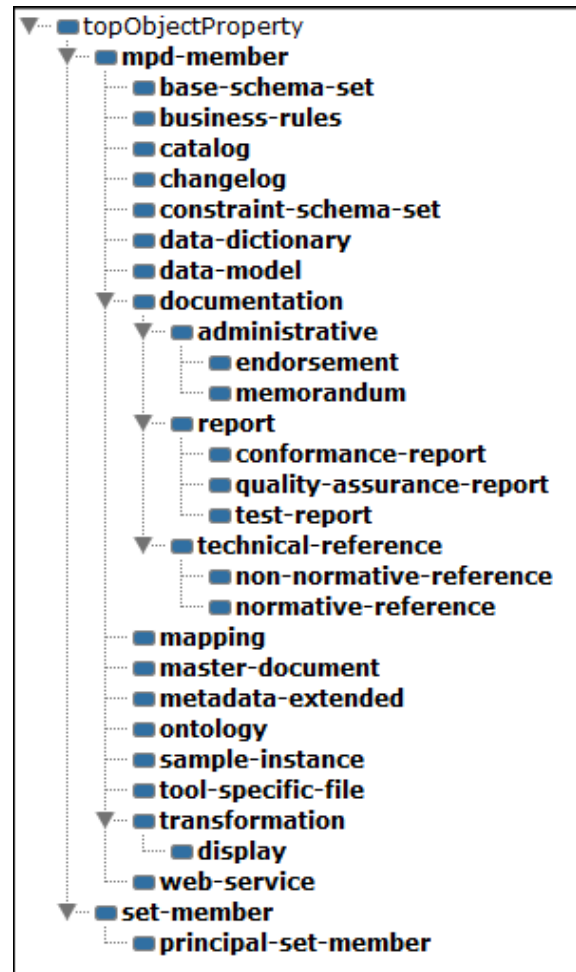 topObjectProperty
mpd-member
base-schema-set
business-rules
catalog
changelog
constraint-schema-set
data-dictionary
data-model
documentation
administrative
endorsement
memorandum
report
conformance-report
quality-assurance-report
test-report
technical-reference
non-normative-reference
normative-reference
mapping
master-document
metadata-extended
ontology
sample-instance
tool-specific-file
transformation
display
web-service
set-member
principal-set-member